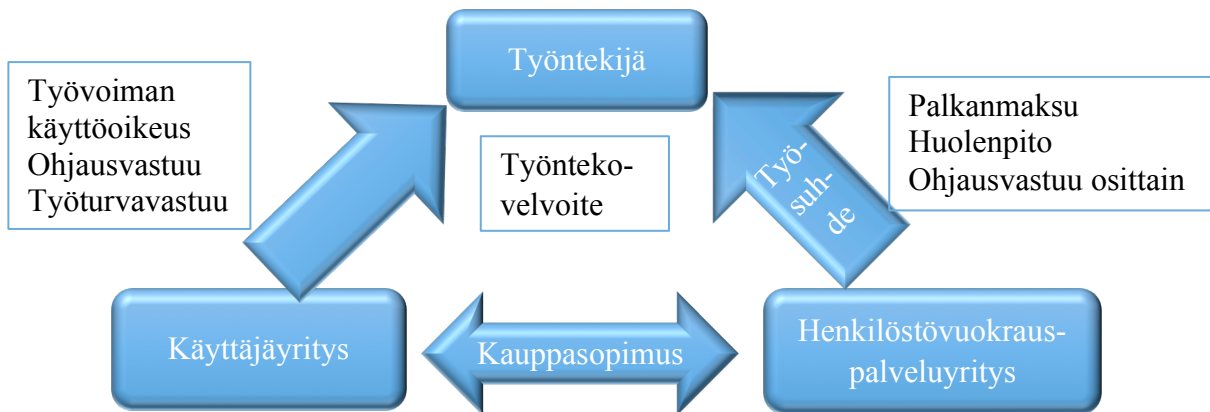 Työntekijä
Työvoiman
käyttöoikeus
Ohjausvastuu
Työturvavastuu
Työnteko-
velvoite
Palkanmaksu
Huolenpito
Ohjausvastuu osittain
Työ-
suh-
de
Käyttäjäyritys
Kauppasopimus
Henkilöstövuokraus-
palveluyritys